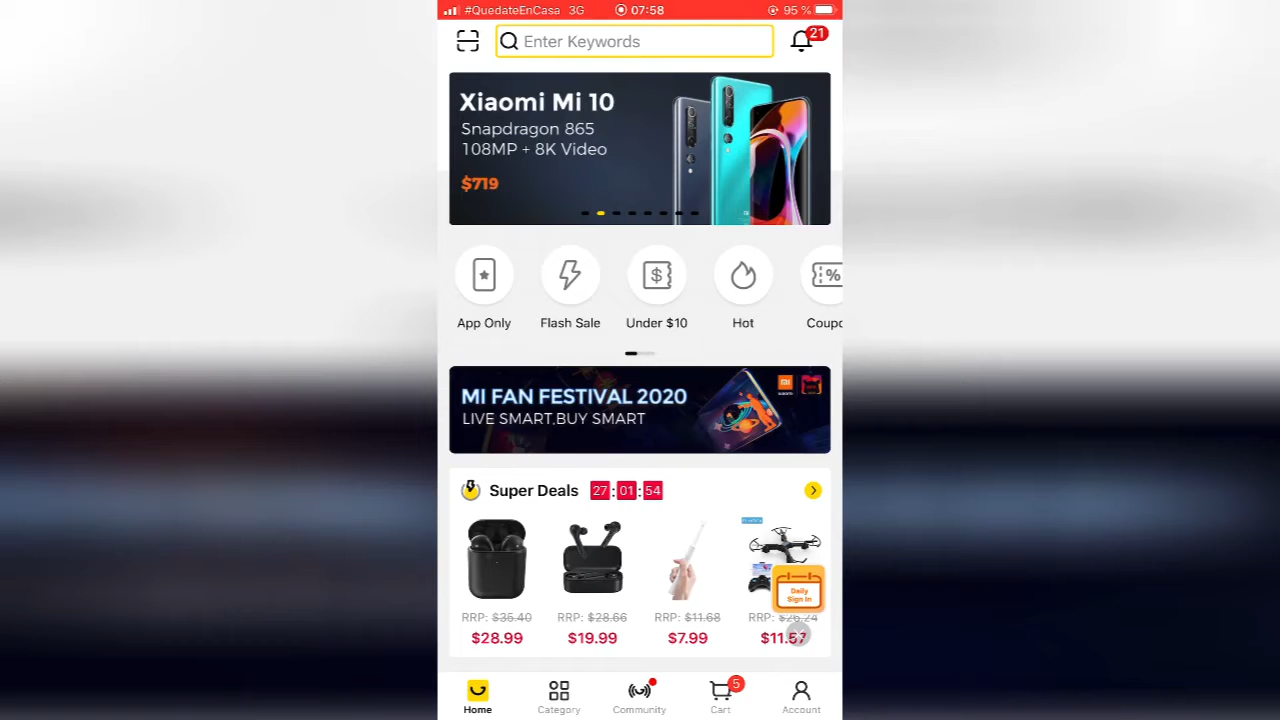 #QuedateEnCasa 3G 07:58 95 %
Enter Keywords
21
Xiaomi Mi 10
Snapdragon 865
108MP + 8K Video
$719
App Only Flash Sale Under $10 Hot Coupo
MI FAN FESTIVAL 2020
LIVE SMART,BUY SMART
Super Deals 27:01:54
Daily
Sign In
RRP: $35.40 RRP: $28.66 RRP: $11.68 RRP: $26.24
$28.99 $19.99 $7.99 $11.57
5
Home Category Community Cart Account